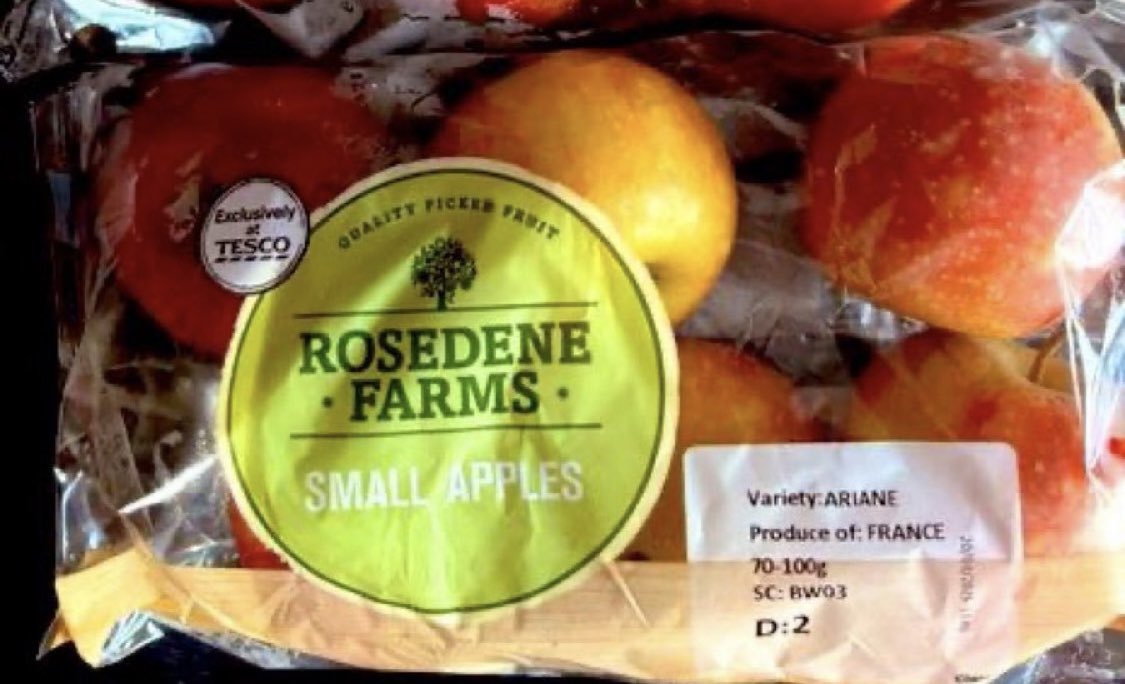 Exclusively
at
TESCO
QUALITY PICKED FRUIT
ROSEDENE
· FARMS ·
SMALL APPLES
Variety:ARIANE
Produce of: FRANCE
70-100g
SC: BW03
D:2